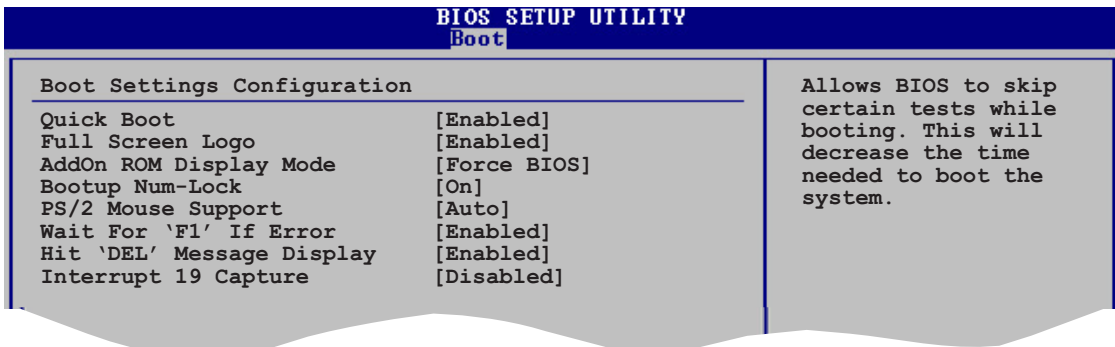 BIOS SETUP UTILITY
Boot
Boot Settings Configuration
Quick Boot [Enabled]
Full Screen Logo [Enabled]
AddOn ROM Display Mode [Force BIOS]
Bootup Num-Lock [On]
PS/2 Mouse Support [Auto]
Wait For ‘F1’ If Error [Enabled]
Hit ‘DEL’ Message Display [Enabled]
Interrupt 19 Capture [Disabled]
Allows BIOS to skip
certain tests while
booting. This will
decrease the time
needed to boot the
system.